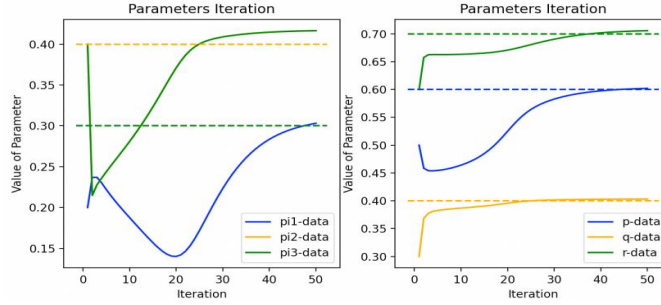 Parameters Iteration
Value of Parameter
0.40
0.35
0.30
0.25
0.20
0.15
0
10
20
30
40
50
Iteration
pi1-data
pi2-data
pi3-data
Parameters Iteration
Value of Parameter
0.70
0.65
0.60
0.55
0.50
0.45
0.40
0.35
0.30
0
10
20
30
40
50
Iteration
p-data
q-data
r-data